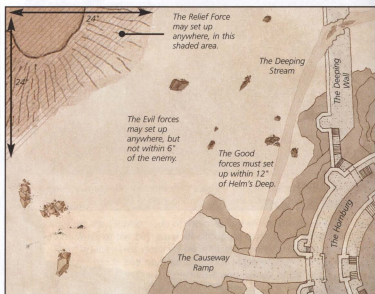 24"
The Relief Force
may set up
anywhere, in this
shaded area.
24"
The Deeping
Stream
The Deeping
Wall
The Evil forces
may set up
anywhere, but
not within 6"
of the enemy.
The Good
forces must set
up within 12"
of Helm's Deep.
The Hornburg
The Causeway
Ramp